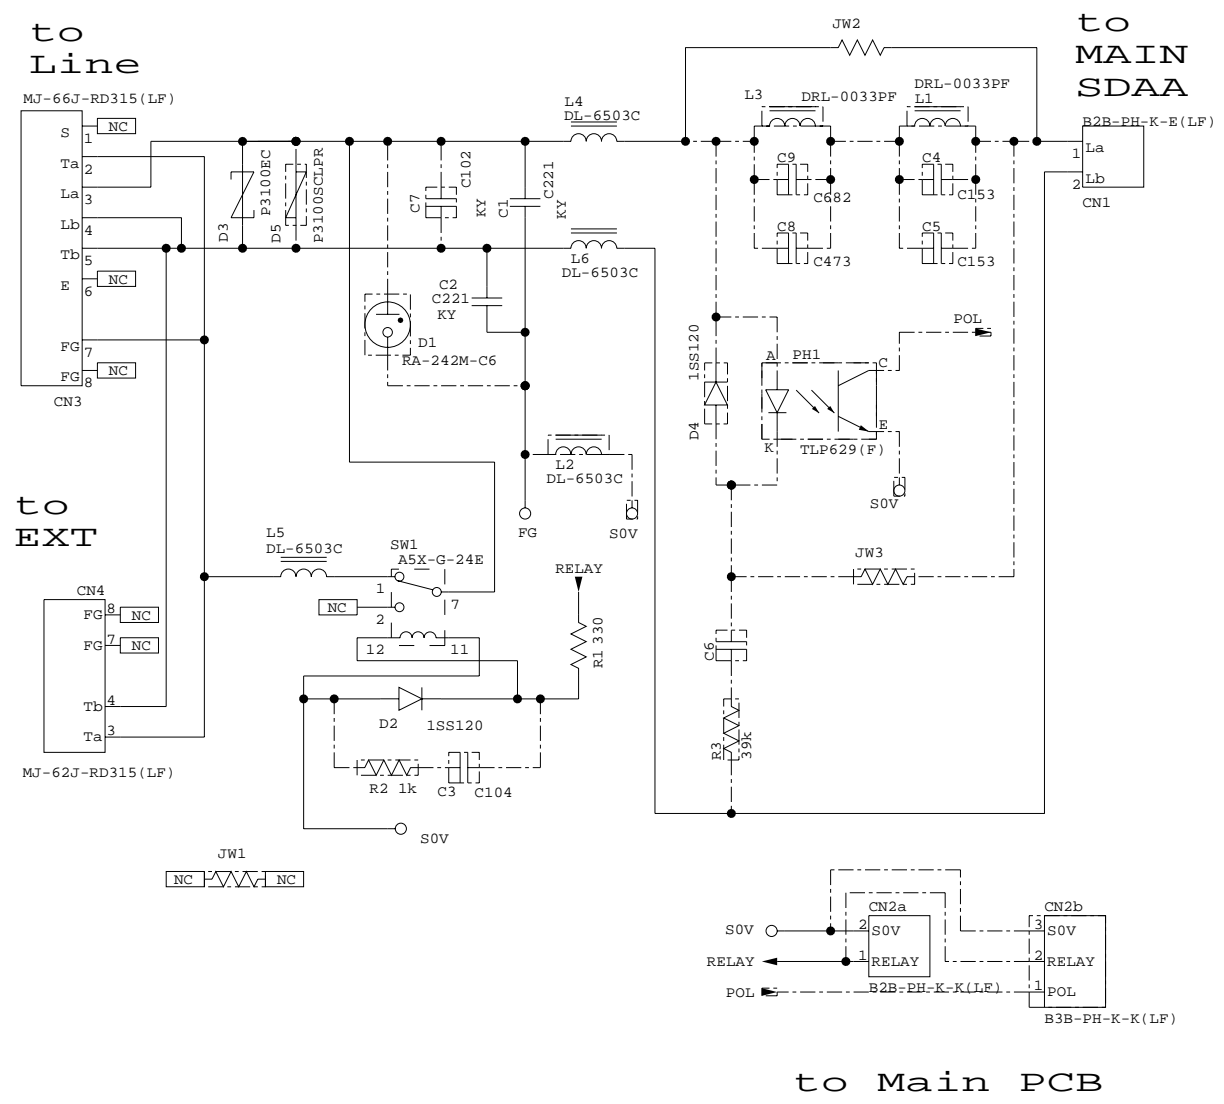 to
Line
MJ-66J-RD315(LF)
S
1
NC
Ta
2
La
3
Lb
4
Tb
5
E
6
NC
FG
7
FG
8
NC
CN3
D3
P3100EC
D5
P3100SCLPR
C7
C102
KY
C1
C221
KY
L4
DL-6503C
L6
DL-6503C
C2
C221
KY
D1
RA-242M-C6
L2
DL-6503C
FG
S0V
JW2
to
MAIN
SDAA
L3
DRL-0033PF
DRL-0033PF
L1
B2B-PH-K-E(LF)
La
1
Lb
2
CN1
C9
C682
C8
C473
C4
C153
C5
C153
POL
1SS120
D4
A
PH1
C
E
K
TLP629(F)
S0V
JW3
C6
R3
39k
to
EXT
CN4
FG
8
NC
FG
7
NC
Tb
4
Ta
3
MJ-62J-RD315(LF)
L5
DL-6503C
SW1
A5X-G-24E
1
7
NC
2
12
11
RELAY
R1 330
D2
1SS120
R2 1k
C3
C104
S0V
JW1
NC
NC
CN2a
CN2b
S0V
2
S0V
3
S0V
RELAY
1
RELAY
2
RELAY
POL
B2B-PH-K-K(LF)
1
POL
B3B-PH-K-K(LF)
to Main PCB